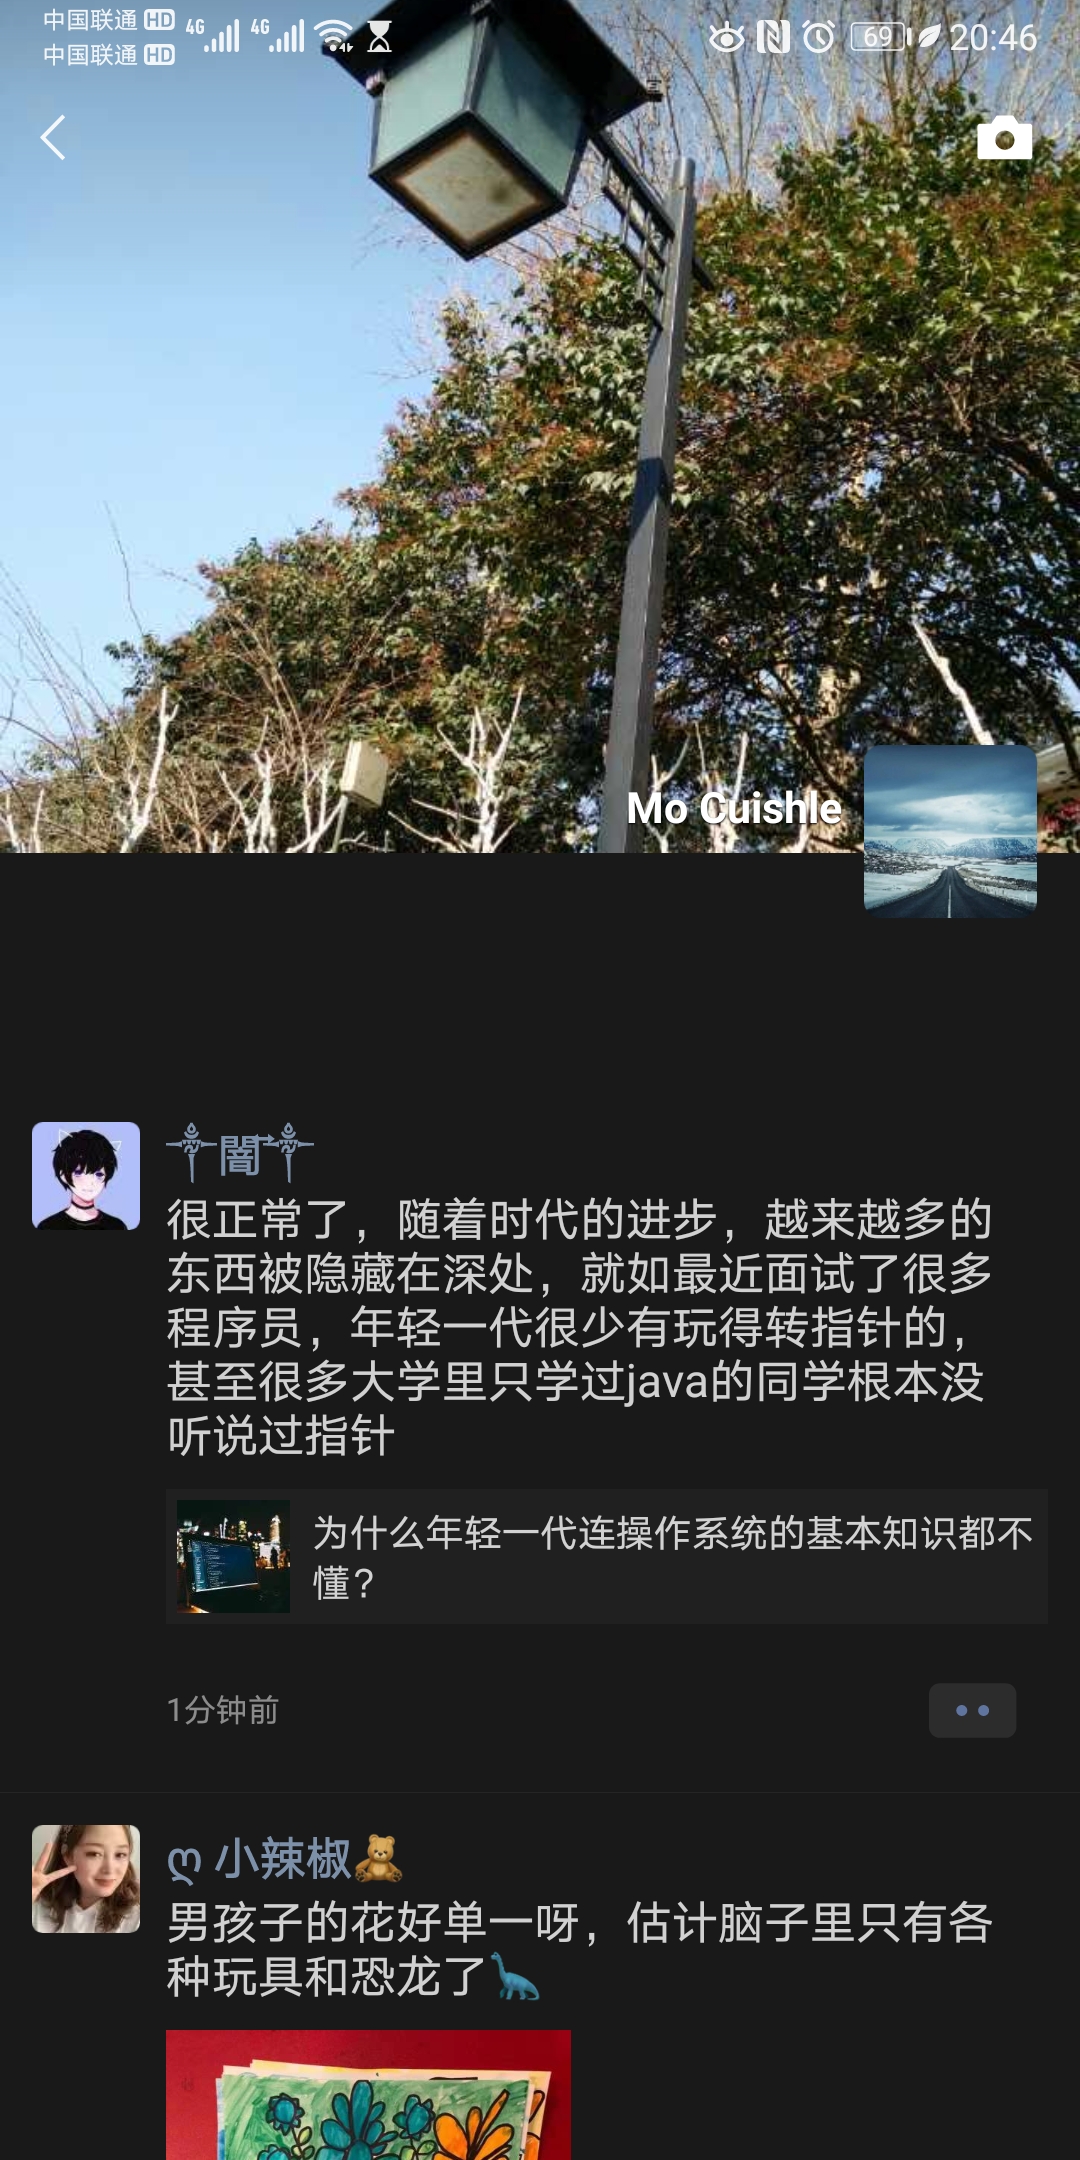 中国联通 HD 4G 4G 69 20:46
中国联通 HD
Mo Cuishle
闇
很正常了，随着时代的进步，越来越多的
东西被隐藏在深处，就如最近面试了很多
程序员，年轻一代很少有玩得转指针的，
甚至很多大学里只学过java的同学根本没
听说过指针
为什么年轻一代连操作系统的基本知识都不
懂？
1分钟前
ღ 小辣椒🧸
男孩子的花好单一呀，估计脑子里只有各
种玩具和恐龙了🦕